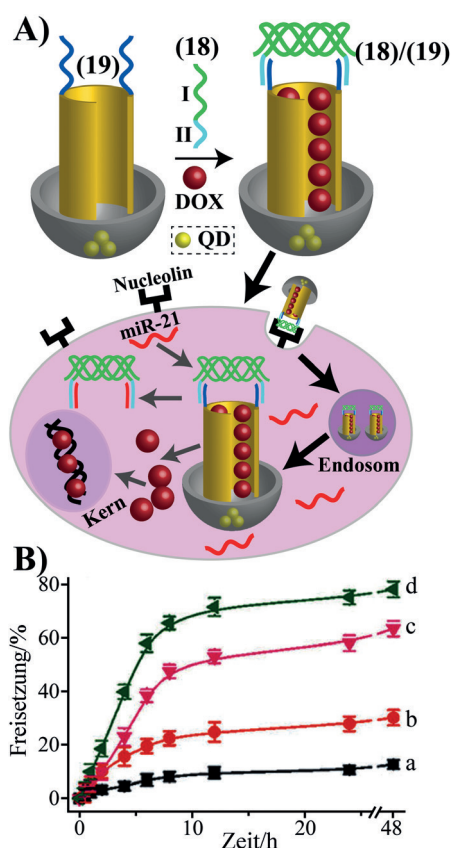 A)
(19)
(18)
I
II
DOX
QD
(18)/(19)
Nucleolin
miR-21
Endosom
Kern
B)
Freisetzung/%
80
60
40
20
0
d
c
b
a
0
20
48
Zeit/h